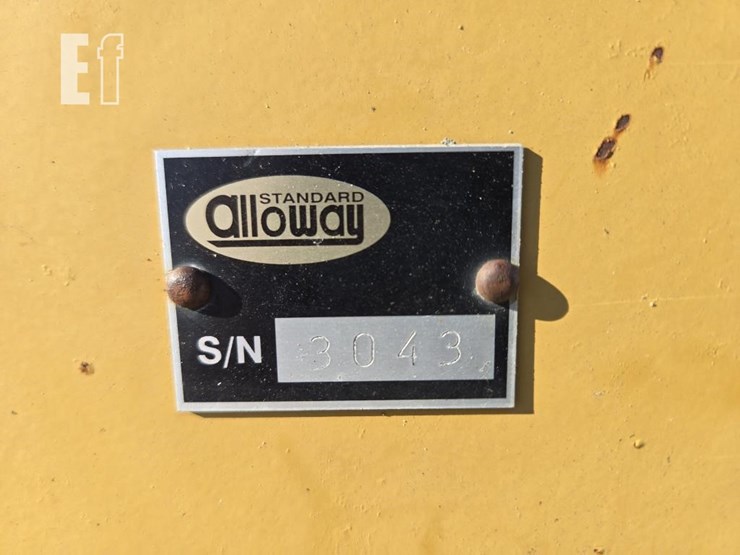 Ef
STANDARD
alloway
S/N 3043